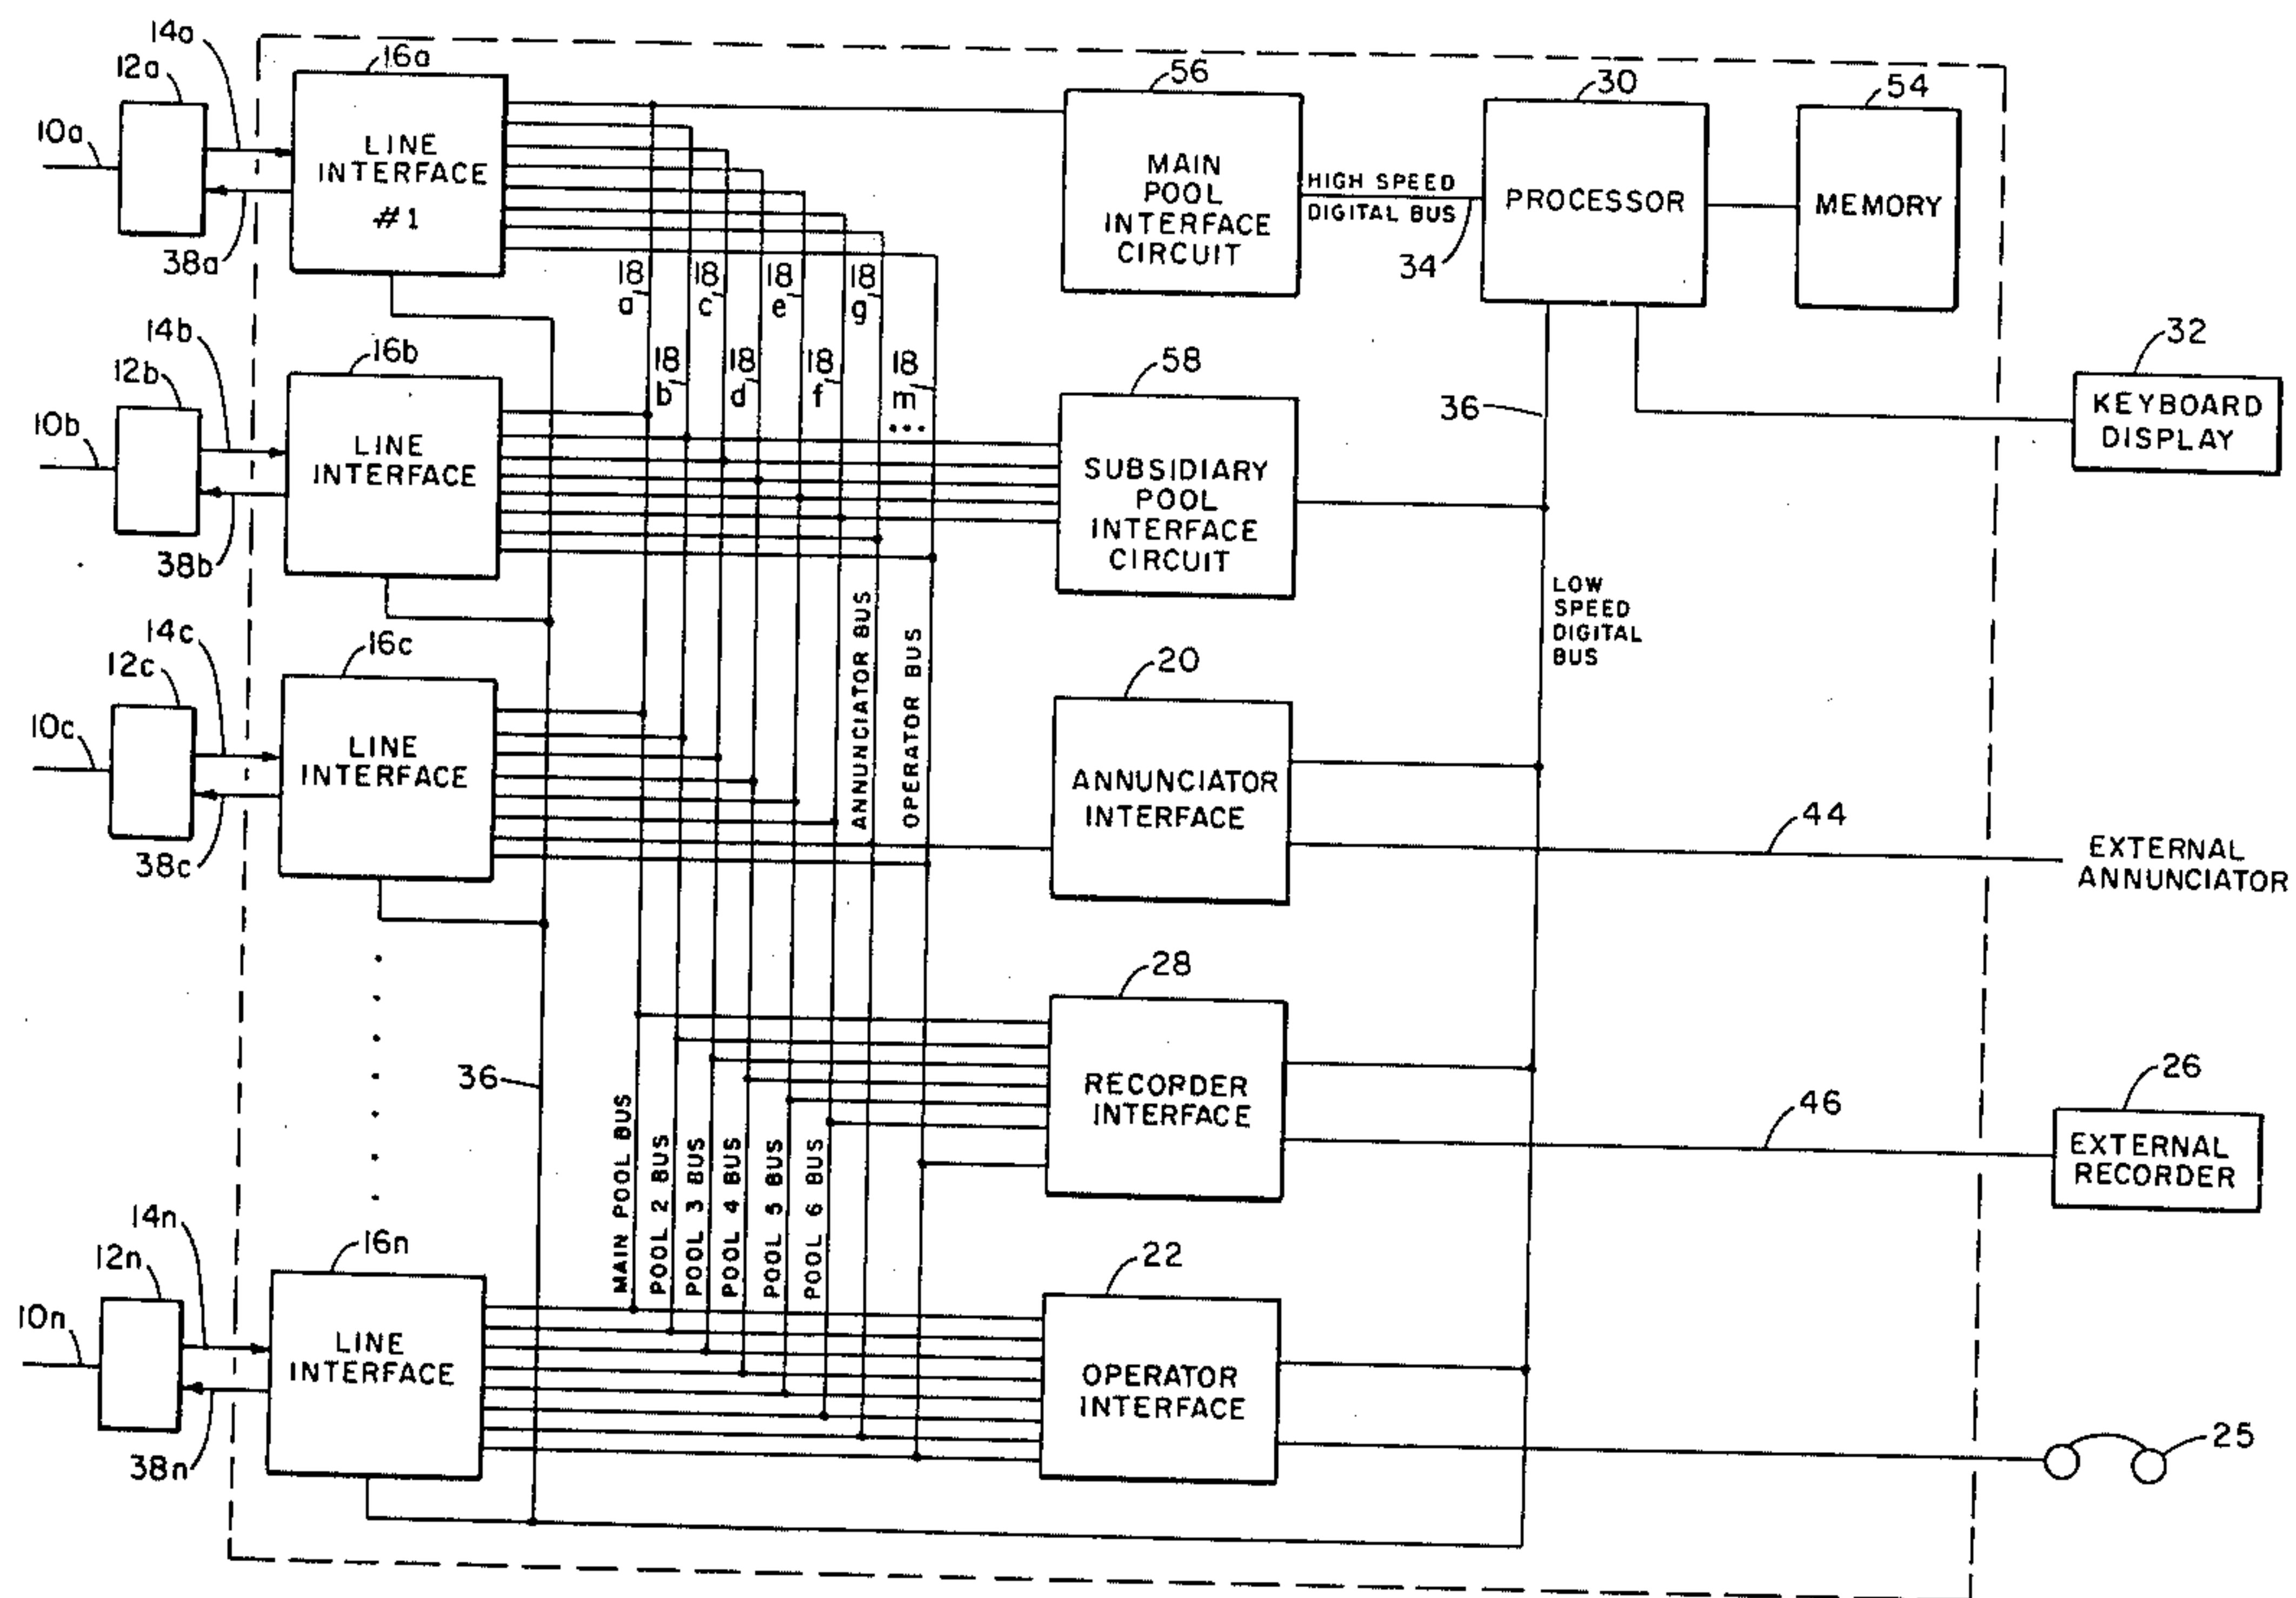 14a
12a
10a
38a
16a
LINE
INTERFACE
#1
56
MAIN
POOL
INTERFACE
CIRCUIT
HIGH SPEED
DIGITAL BUS
34
30
PROCESSOR
54
MEMORY
18
a
18
c
18
e
18
g
18
b
18
d
18
f
18
m
...
14b
12b
10b
38b
16b
LINE
INTERFACE
58
SUBSIDIARY
POOL
INTERFACE
CIRCUIT
36
32
KEYBOARD
DISPLAY
LOW
SPEED
DIGITAL
BUS
14c
12c
10c
38c
16c
LINE
INTERFACE
ANNUNCIATOR BUS
OPERATOR BUS
20
ANNUNCIATOR
INTERFACE
44
EXTERNAL
ANNUNCIATOR
36
28
RECORDER
INTERFACE
46
26
EXTERNAL
RECORDER
MAIN POOL BUS
POOL 2 BUS
POOL 3 BUS
POOL 4 BUS
POOL 5 BUS
POOL 6 BUS
14n
12n
10n
38n
16n
LINE
INTERFACE
22
OPERATOR
INTERFACE
25